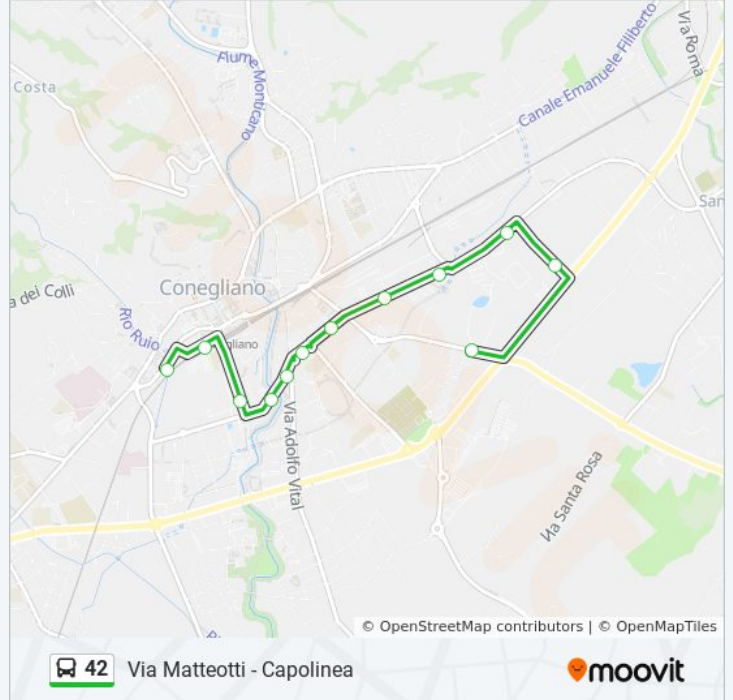 Via Roma
Fiume Monticano
Costa
Canale Emanuele Filiberto
San
Conegliano
a dei Colli
Rio Ruio
gliano
Via Adolfo Vital
Via Santa Rosa
© OpenStreetMap contributors | © OpenMapTiles
42 Via Matteotti - Capolinea
moovit